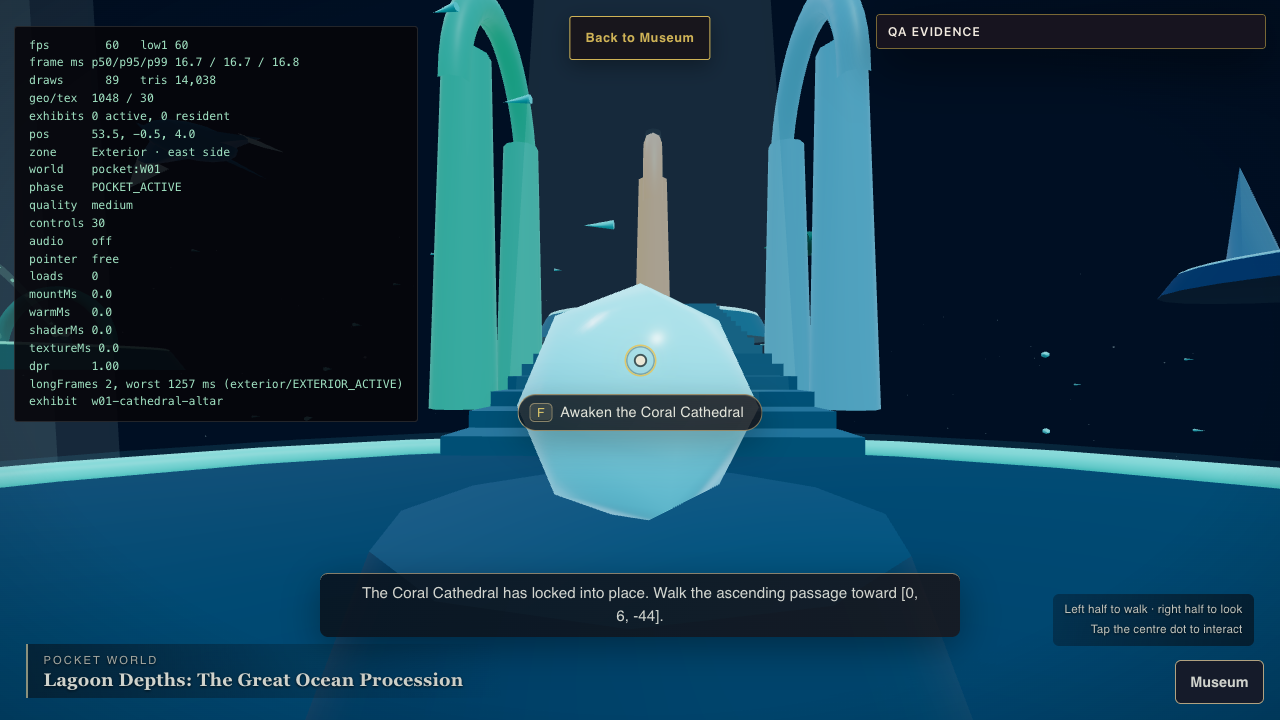 fps 60 low1 60
frame ms p50/p95/p99 16.7 / 16.7 / 16.8
draws 89 tris 14,038
geo/tex 1048 / 30
exhibits 0 active, 0 resident
pos 53.5, −0.5, 4.0
zone Exterior · east side
world pocket:W01
phase POCKET_ACTIVE
quality medium
controls 30
audio off
pointer free
loads 0
mountMs 0.0
warmMs 0.0
shaderMs 0.0
textureMs 0.0
dpr 1.00
longFrames 2, worst 1257 ms (exterior/EXTERIOR_ACTIVE)
exhibit w01−cathedral−altar
Back to Museum
QA EVIDENCE
F Awaken the Coral Cathedral
The Coral Cathedral has locked into place. Walk the ascending passage toward [0,
6, -44].
Left half to walk · right half to look
Tap the centre dot to interact
POCKET WORLD
Lagoon Depths: The Great Ocean Procession
Museum